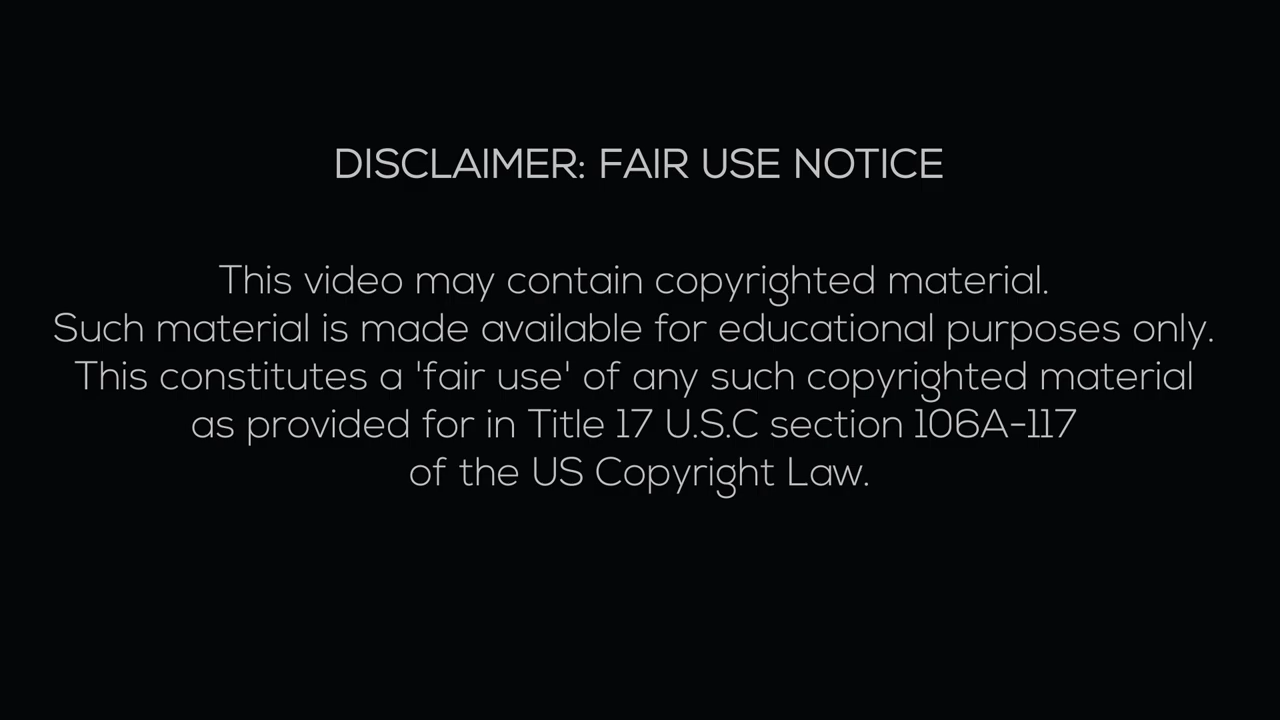 DISCLAIMER: FAIR USE NOTICE
This video may contain copyrighted material.
Such material is made available for educational purposes only.
This constitutes a 'fair use' of any such copyrighted material
as provided for in Title 17 U.S.C section 106A-117
of the US Copyright Law.